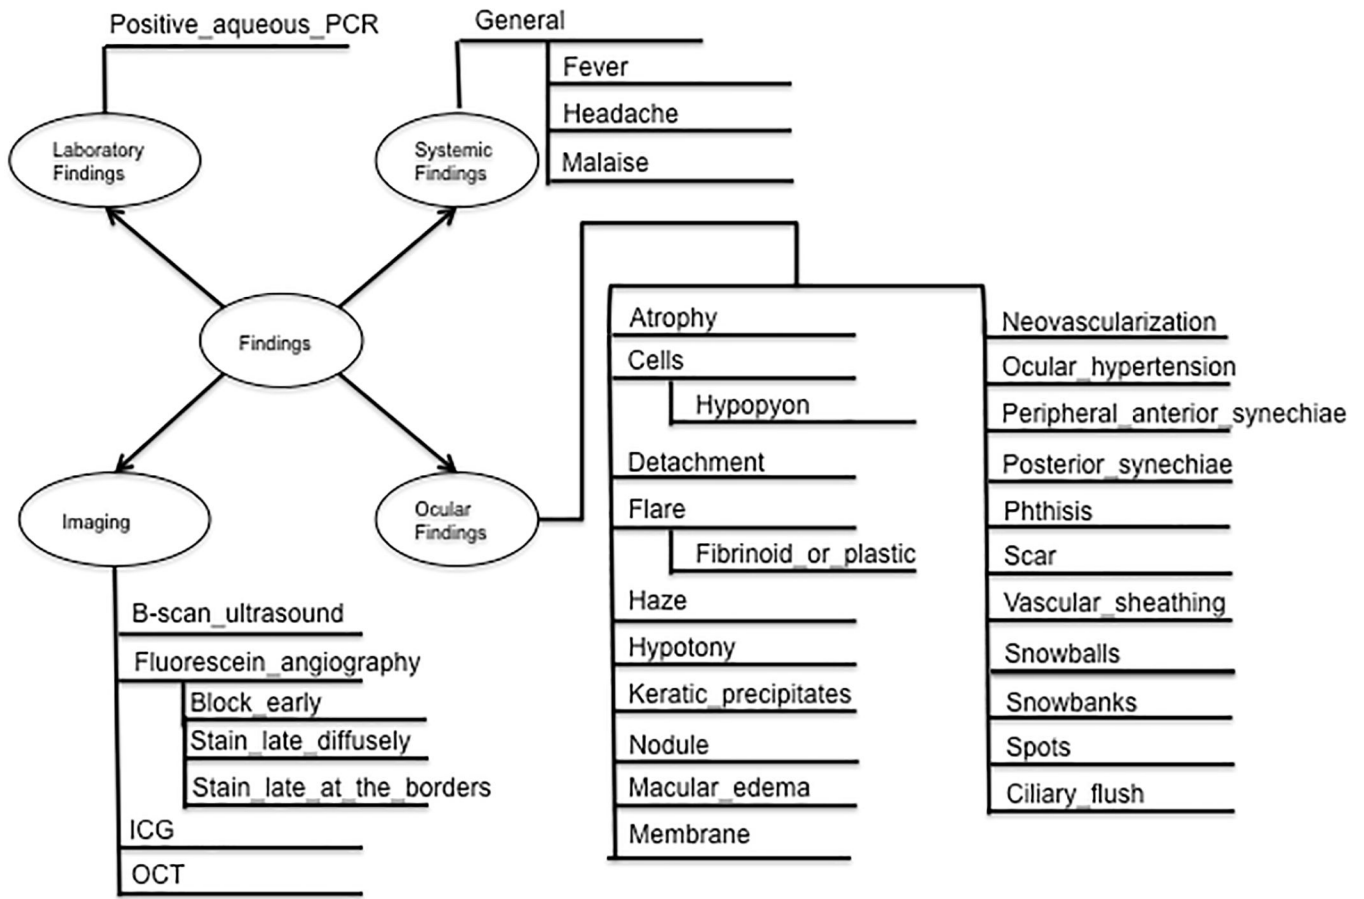 Positive_aqueous_PCR
Laboratory
Findings
General
Fever
Headache
Malaise
Systemic
Findings
Findings
Imaging
B-scan_ultrasound
Fluorescein_angiography
Block_early
Stain_late_diffusely
Stain_late_at_the_borders
ICG
OCT
Ocular
Findings
Atrophy
Cells
Hypopyon
Detachment
Flare
Fibrinoid_or_plastic
Haze
Hypotony
Keratic_precipitates
Nodule
Macular_edema
Membrane
Neovascularization
Ocular_hypertension
Peripheral_anterior_synechiae
Posterior_synechiae
Phthisis
Scar
Vascular_sheathing
Snowballs
Snowbanks
Spots
Ciliary_flush